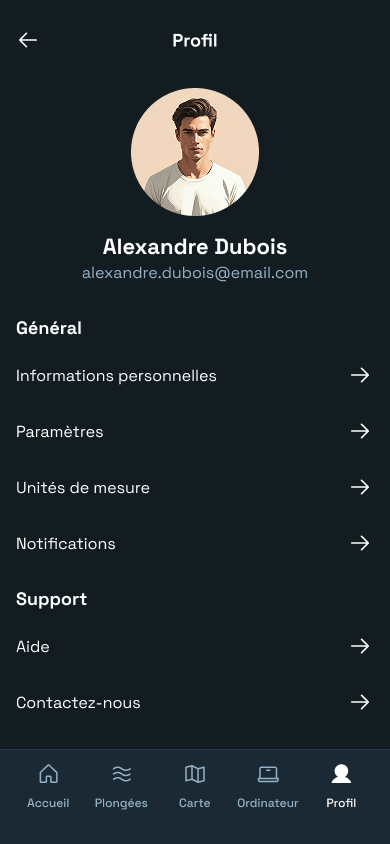 Profil
Alexandre Dubois
alexandre.dubois@email.com
Général
Informations personnelles
Paramètres
Unités de mesure
Notifications
Support
Aide
Contactez-nous
Accueil Plongées Carte Ordinateur Profil